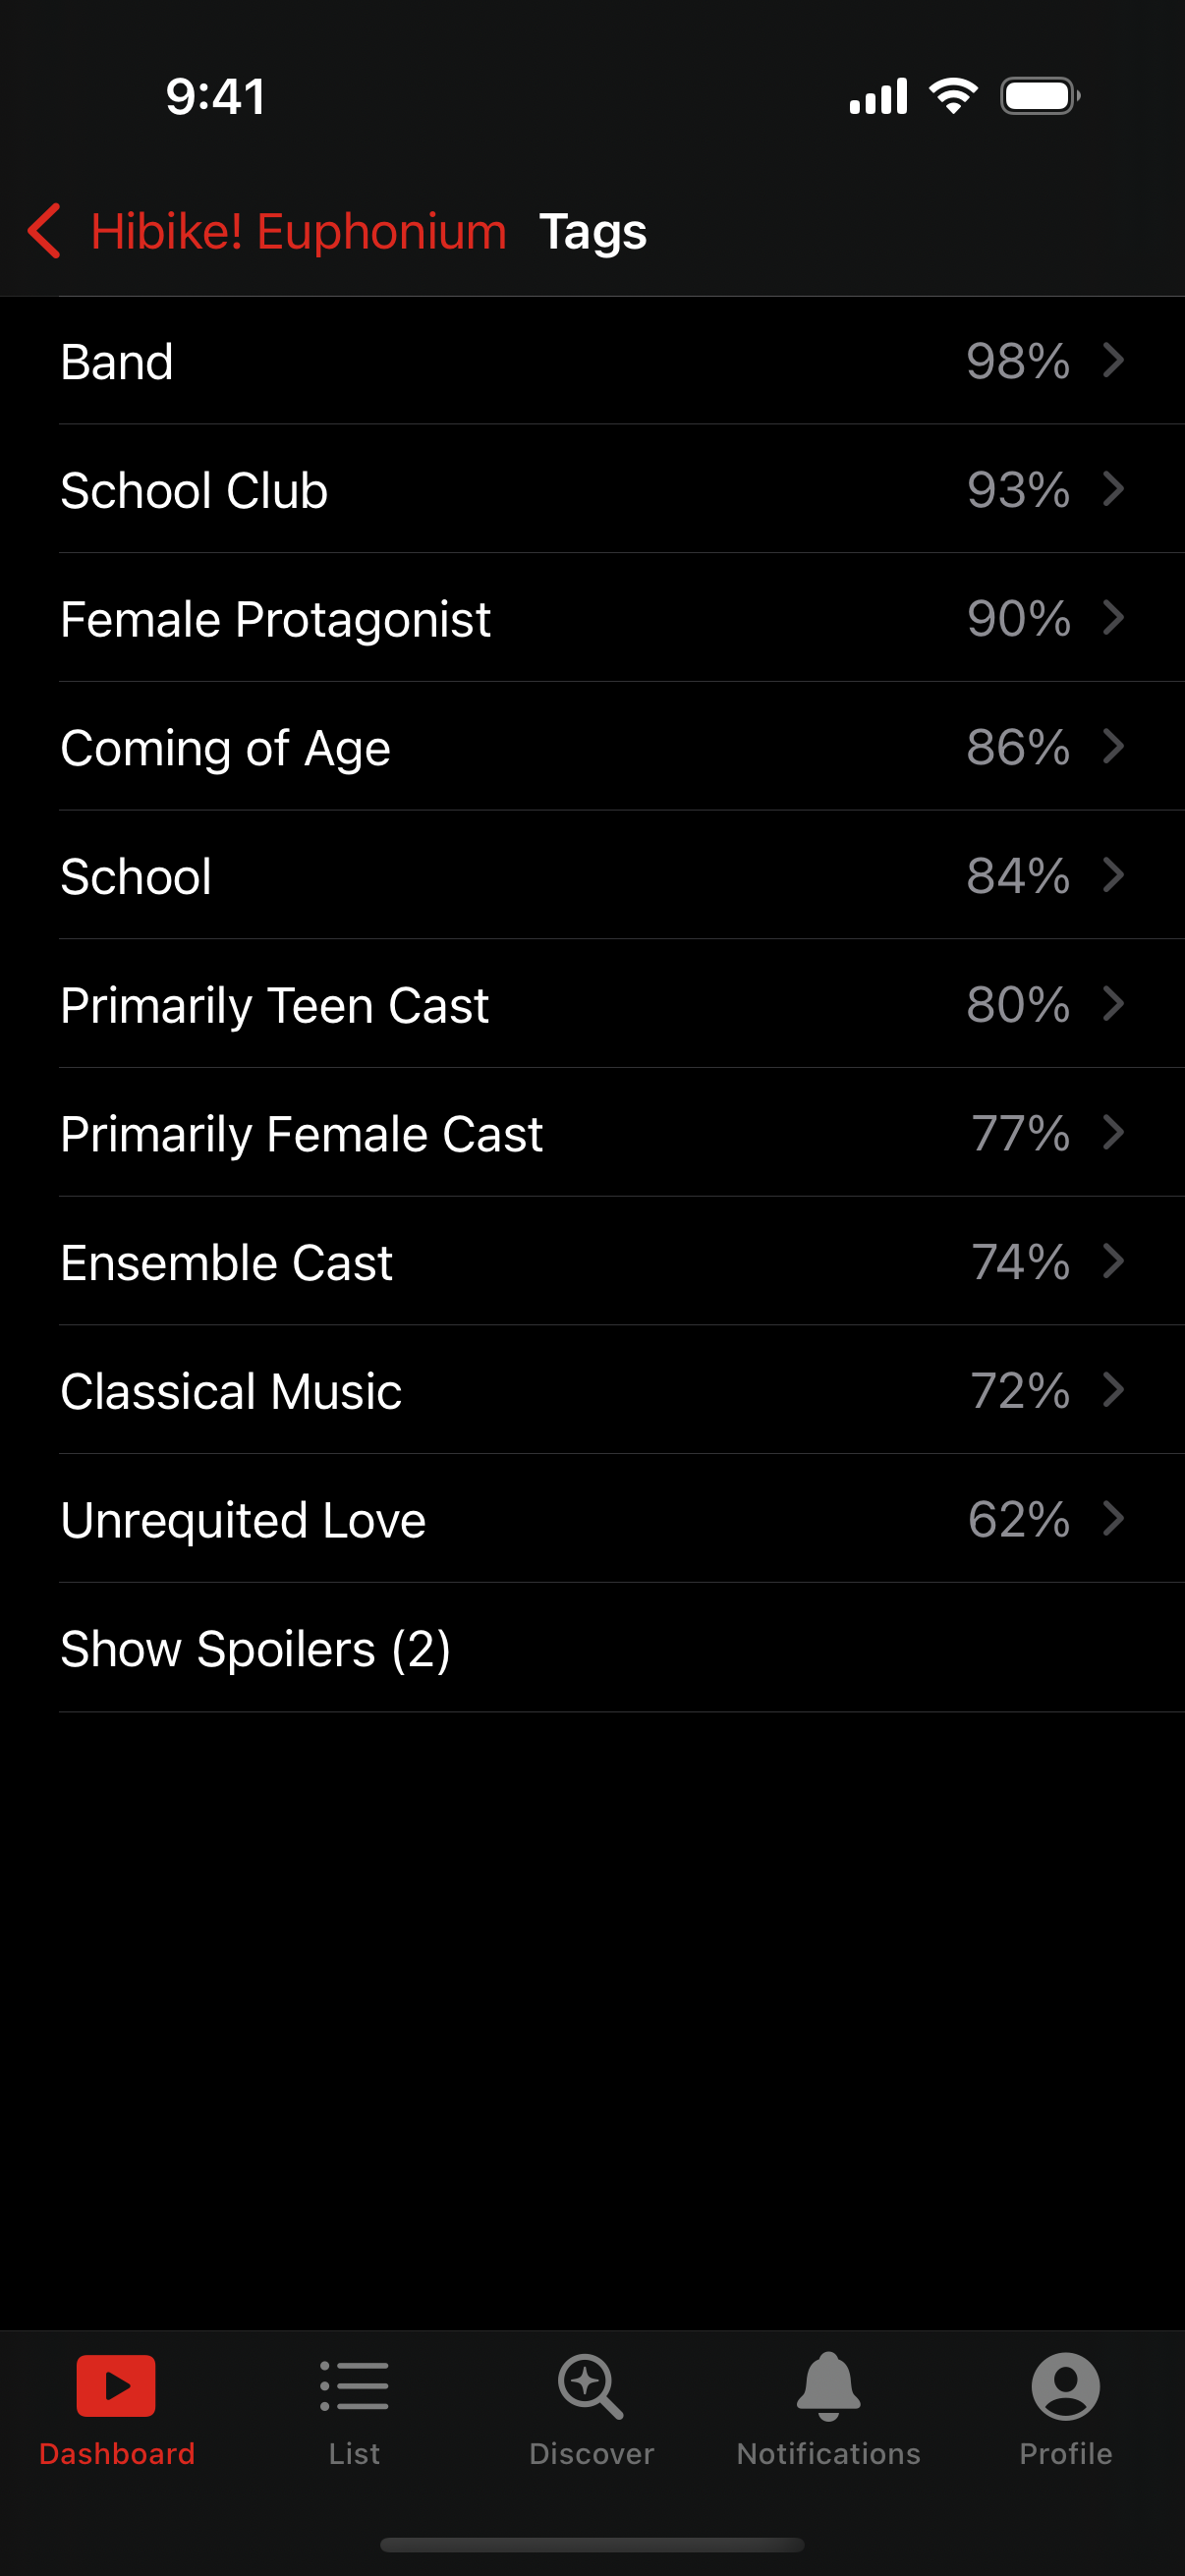 9:41
Hibike! Euphonium Tags
Band 98%
School Club 93%
Female Protagonist 90%
Coming of Age 86%
School 84%
Primarily Teen Cast 80%
Primarily Female Cast 77%
Ensemble Cast 74%
Classical Music 72%
Unrequited Love 62%
Show Spoilers (2)
Dashboard List Discover Notifications Profile